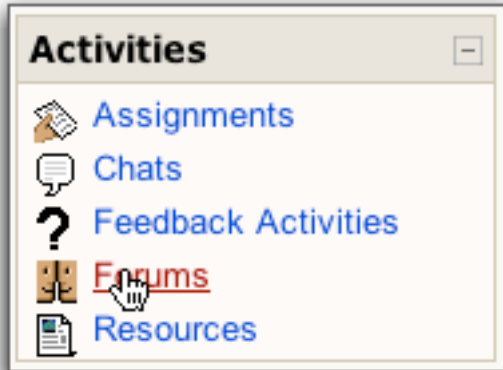 Activities
Assignments
Chats
Feedback Activities
Forums
Resources